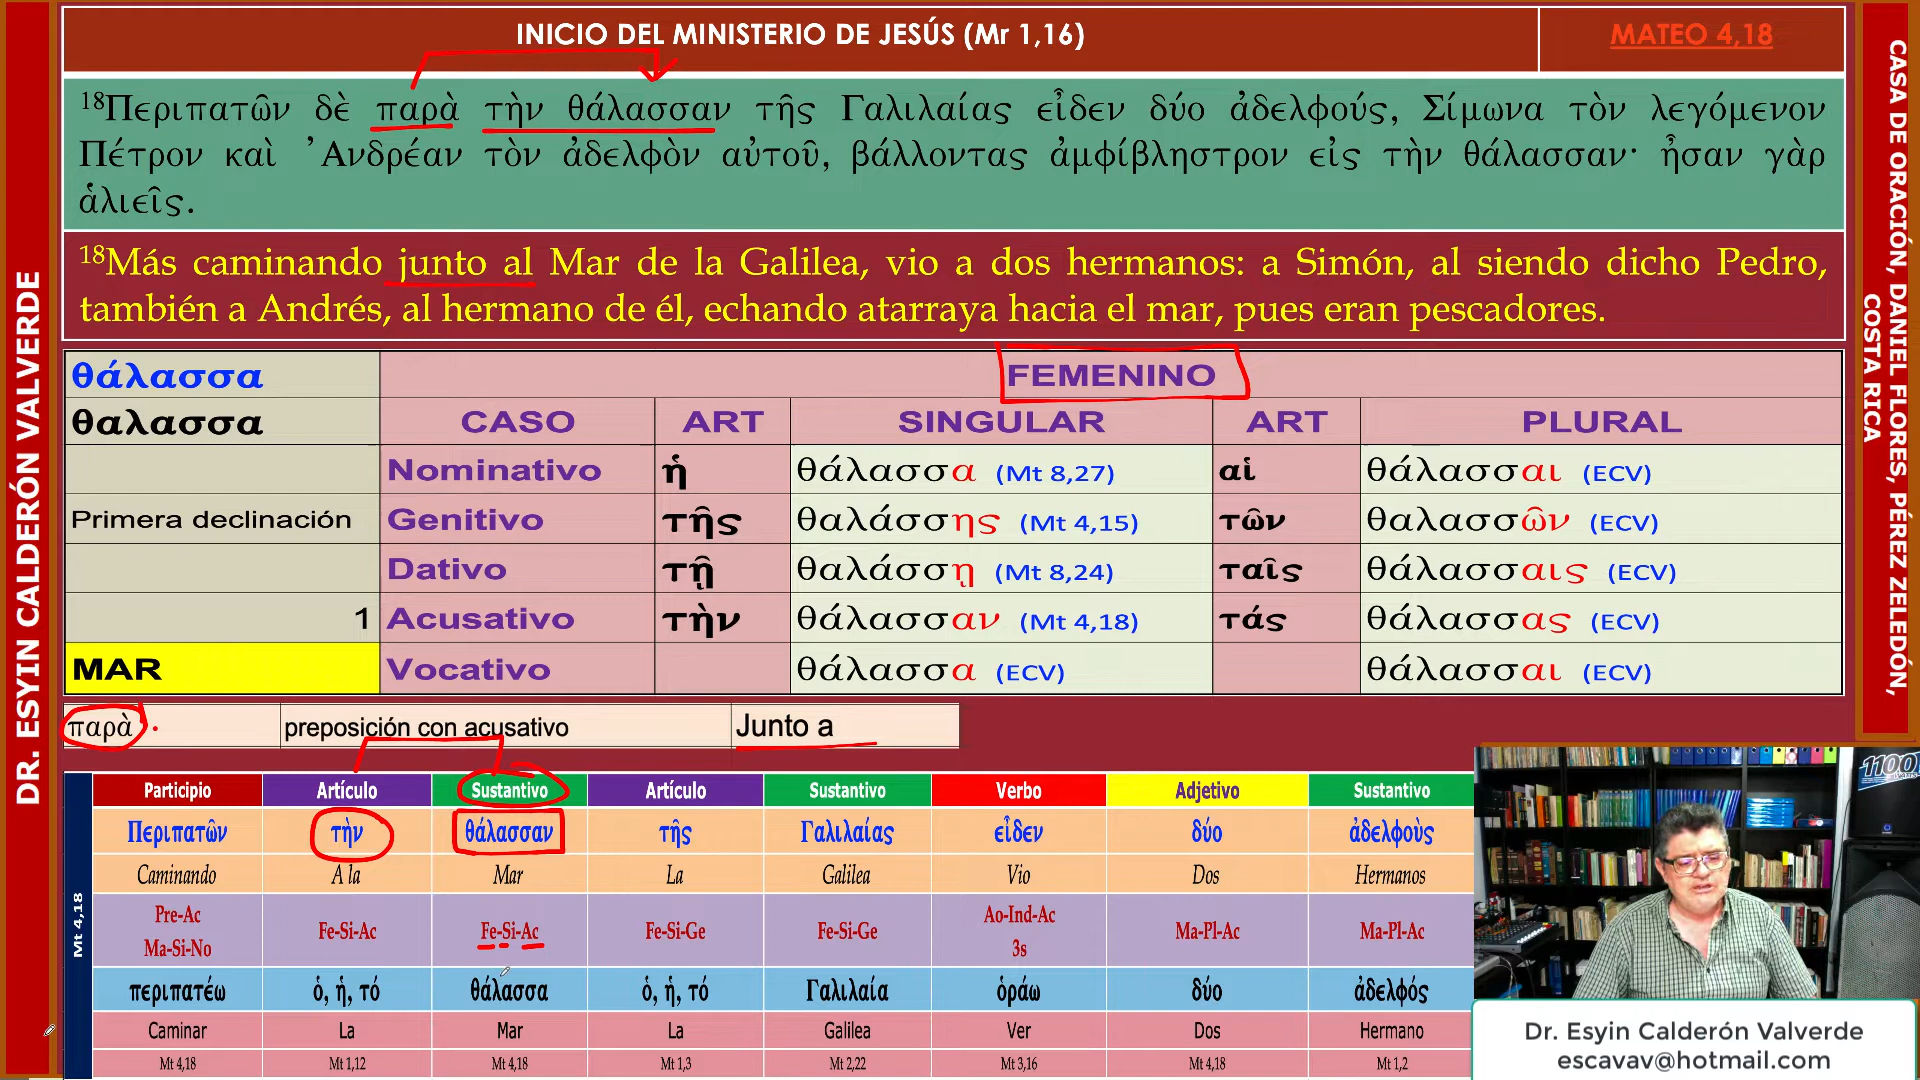 INICIO DEL MINISTERIO DE JESÚS (Mr 1,16) MATEO 4,18
18Περιπατῶν δὲ παρὰ τὴν θάλασσαν τῆς Γαλιλαίας εἶδεν δύο ἀδελφούς, Σίμωνα τὸν λεγόμενον
Πέτρον καὶ Ἀνδρέαν τὸν ἀδελφὸν αὐτοῦ, βάλλοντας ἀμφίβληστρον εἰς τὴν θάλασσαν· ἦσαν γὰρ
ἁλιεῖς.
18Más caminando junto al Mar de la Galilea, vio a dos hermanos: a Simón, al siendo dicho Pedro,
también a Andrés, al hermano de él, echando atarraya hacia el mar, pues eran pescadores.
θάλασσα FEMENINO
θαλασσα CASO ART SINGULAR ART PLURAL
Nominativo ἡ θάλασσα (Mt 8,27) αἱ θάλασσαι (ECV)
Primera declinación Genitivo τῆς θαλάσσης (Mt 4,15) τῶν θαλασσῶν (ECV)
Dativo τῇ θαλάσσῃ (Mt 8,24) ταῖς θάλασσαις (ECV)
1 Acusativo τὴν θάλασσαν (Mt 4,18) τάς θάλασσας (ECV)
MAR Vocativo θάλασσα (ECV) θάλασσαι (ECV)
παρὰ preposición con acusativo Junto a
Participio Artículo Sustantivo Artículo Sustantivo Verbo Adjetivo Sustantivo
Περιπατῶν τὴν θάλασσαν τῆς Γαλιλαίας εἶδεν δύο ἀδελφοὺς
Caminando A la Mar La Galilea Vio Dos Hermanos
Pre-Ac Ma-Si-No Fe-Si-Ac Fe-Si-Ac Fe-Si-Ge Fe-Si-Ge Ao-Ind-Ac 3s Ma-Pl-Ac Ma-Pl-Ac
περιπατέω ὁ, ἡ, τό θάλασσα ὁ, ἡ, τό Γαλιλαία ὁράω δύο ἀδελφός
Caminar La Mar La Galilea Ver Dos Hermano
Mt 4,18 Mt 1,12 Mt 4,18 Mt 1,3 Mt 2,22 Mt 3,16 Mt 4,18 Mt 1,2
Mt 4,18
DR. ESYIN CALDERÓN VALVERDE
CASA DE ORACIÓN, DANIEL FLORES, PÉREZ ZELEDÓN,
COSTA RICA
1100
Dr. Esyin Calderón Valverde
escavav@hotmail.com